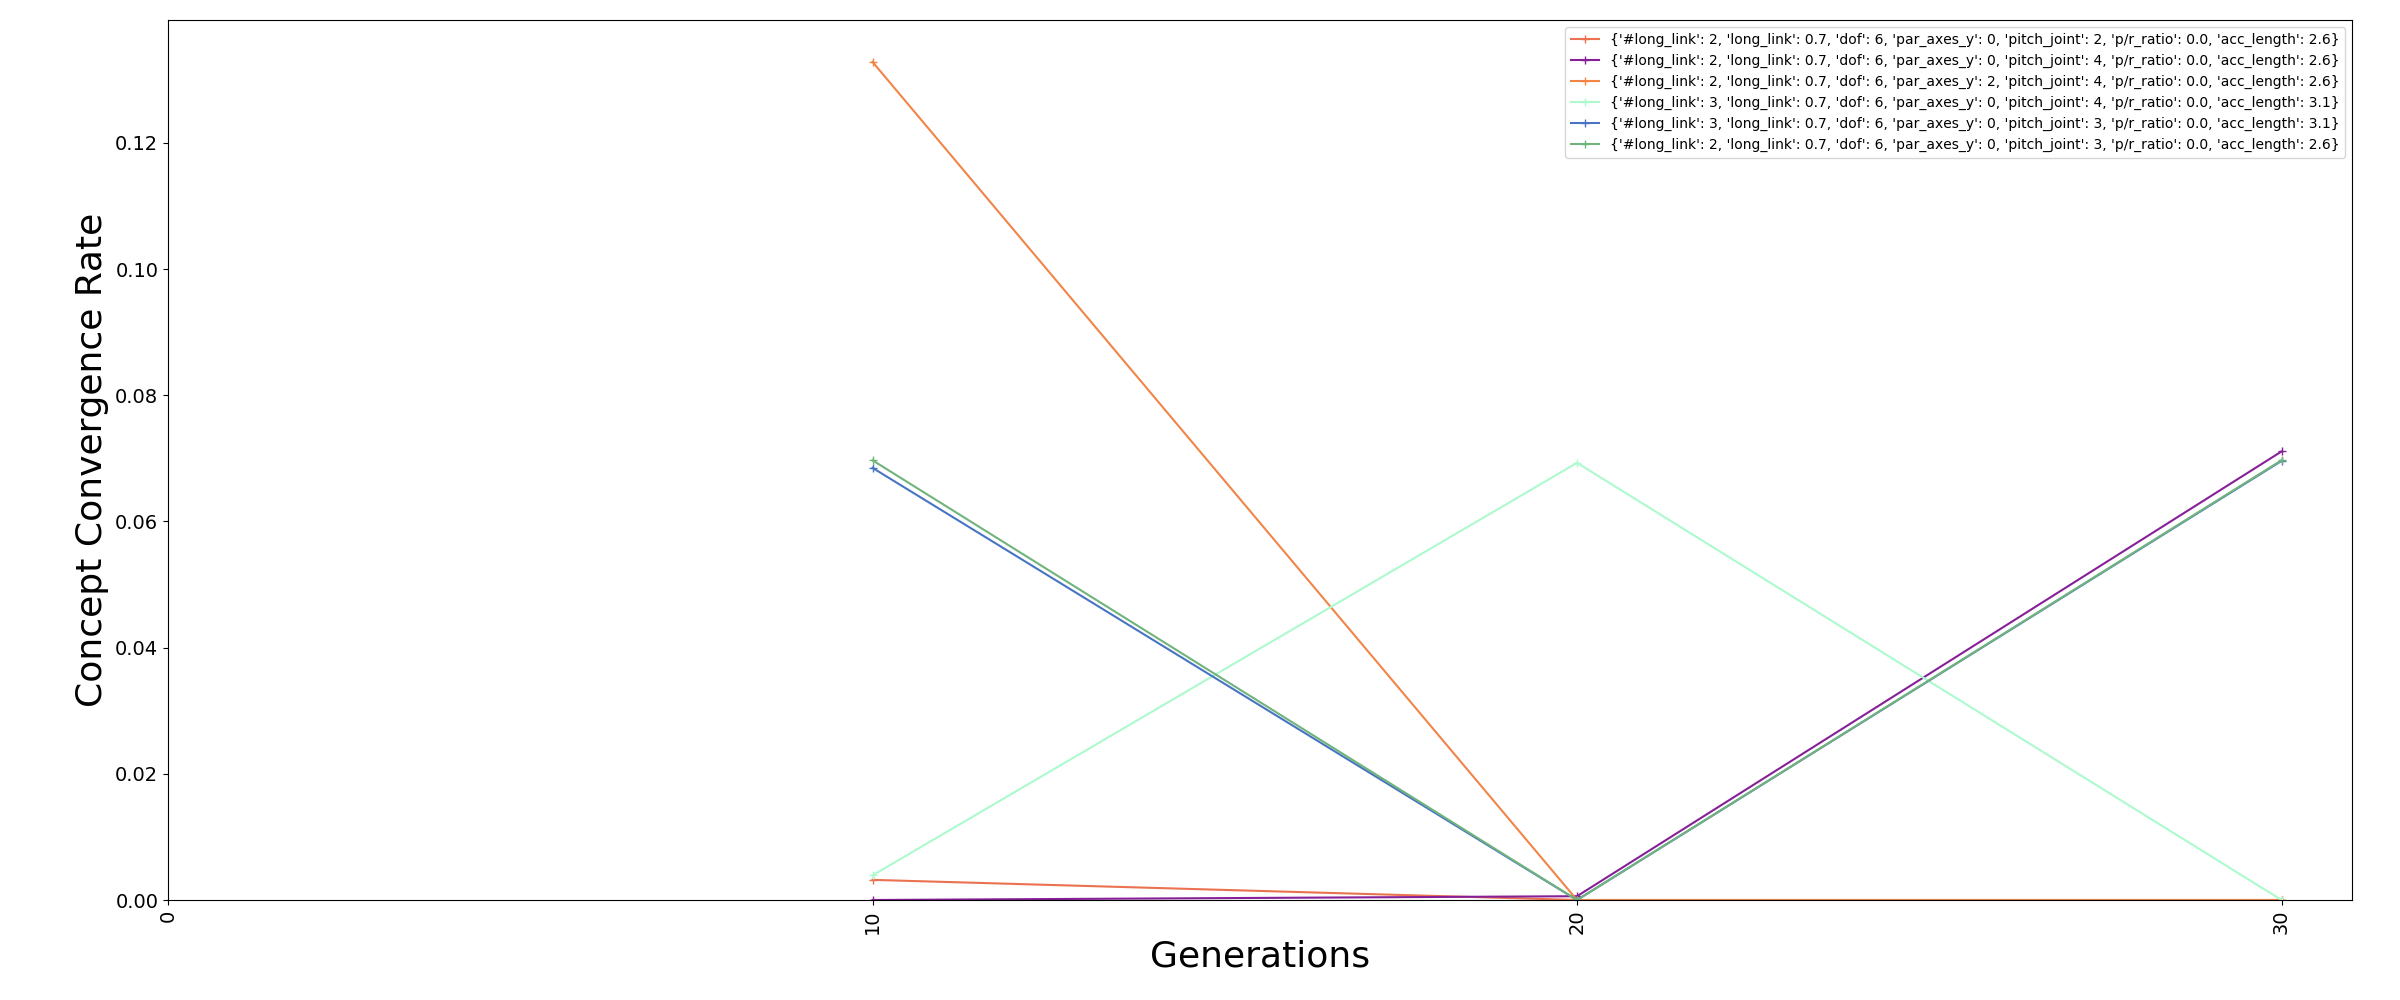 {'#long_link': 2, 'long_link': 0.7, 'dof': 6, 'par_axes_y': 0, 'pitch_joint': 2, 'p/r_ratio': 0.0, 'acc_length': 2.6}
{'#long_link': 2, 'long_link': 0.7, 'dof': 6, 'par_axes_y': 0, 'pitch_joint': 4, 'p/r_ratio': 0.0, 'acc_length': 2.6}
{'#long_link': 2, 'long_link': 0.7, 'dof': 6, 'par_axes_y': 2, 'pitch_joint': 4, 'p/r_ratio': 0.0, 'acc_length': 2.6}
{'#long_link': 3, 'long_link': 0.7, 'dof': 6, 'par_axes_y': 0, 'pitch_joint': 4, 'p/r_ratio': 0.0, 'acc_length': 3.1}
{'#long_link': 3, 'long_link': 0.7, 'dof': 6, 'par_axes_y': 0, 'pitch_joint': 3, 'p/r_ratio': 0.0, 'acc_length': 3.1}
{'#long_link': 2, 'long_link': 0.7, 'dof': 6, 'par_axes_y': 0, 'pitch_joint': 3, 'p/r_ratio': 0.0, 'acc_length': 2.6}
Concept Convergence Rate
0.12
0.10
0.08
0.06
0.04
0.02
0.00
0
10
20
30
Generations